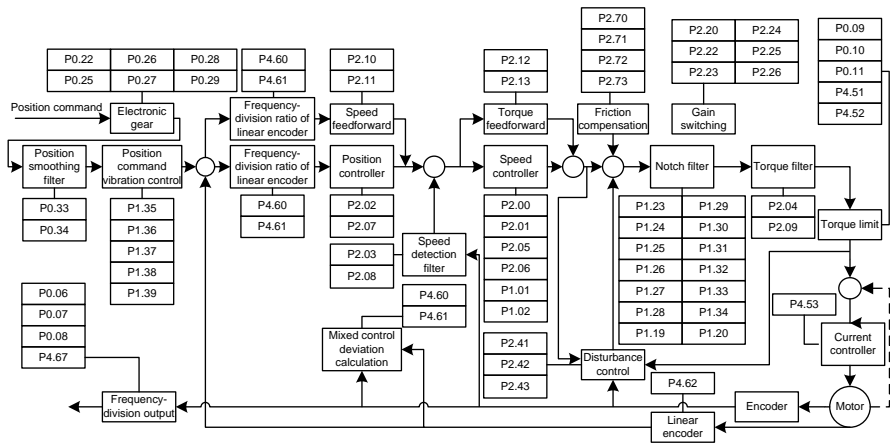 P0.22 P0.26 P0.28
P0.25 P0.27 P0.29
P4.60
P4.61
P2.10
P2.11
P2.12
P2.13
P2.70
P2.71
P2.72
P2.73
P2.20 P2.24
P2.22 P2.25
P2.23 P2.26
P0.09
P0.10
P0.11
P4.51
P4.52
Position command
Electronic
gear
Frequency-
division ratio of
linear encoder
Speed
feedforward
Torque
feedforward
Friction
compensation
Gain
switching
Position
smoothing
filter
Position
command
vibration control
Frequency-
division ratio of
linear encoder
Position
controller
Speed
controller
Notch filter
Torque filter
Torque limit
P0.33
P0.34
P1.35
P1.36
P1.37
P1.38
P1.39
P4.60
P4.61
P2.02
P2.07
P2.03
P2.08
Speed
detection
filter
P2.00
P2.01
P2.05
P2.06
P1.01
P1.02
P1.23 P1.29
P1.24 P1.30
P1.25 P1.31
P1.26 P1.32
P1.27 P1.33
P1.28 P1.34
P1.19 P1.20
P2.04
P2.09
P0.06
P0.07
P0.08
P4.67
P4.60
P4.61
Mixed control
deviation
calculation
P2.41
P2.42
P2.43
Disturbance
control
P4.53
Current
controller
P4.62
Frequency-
division output
Encoder
Motor
Linear
encoder